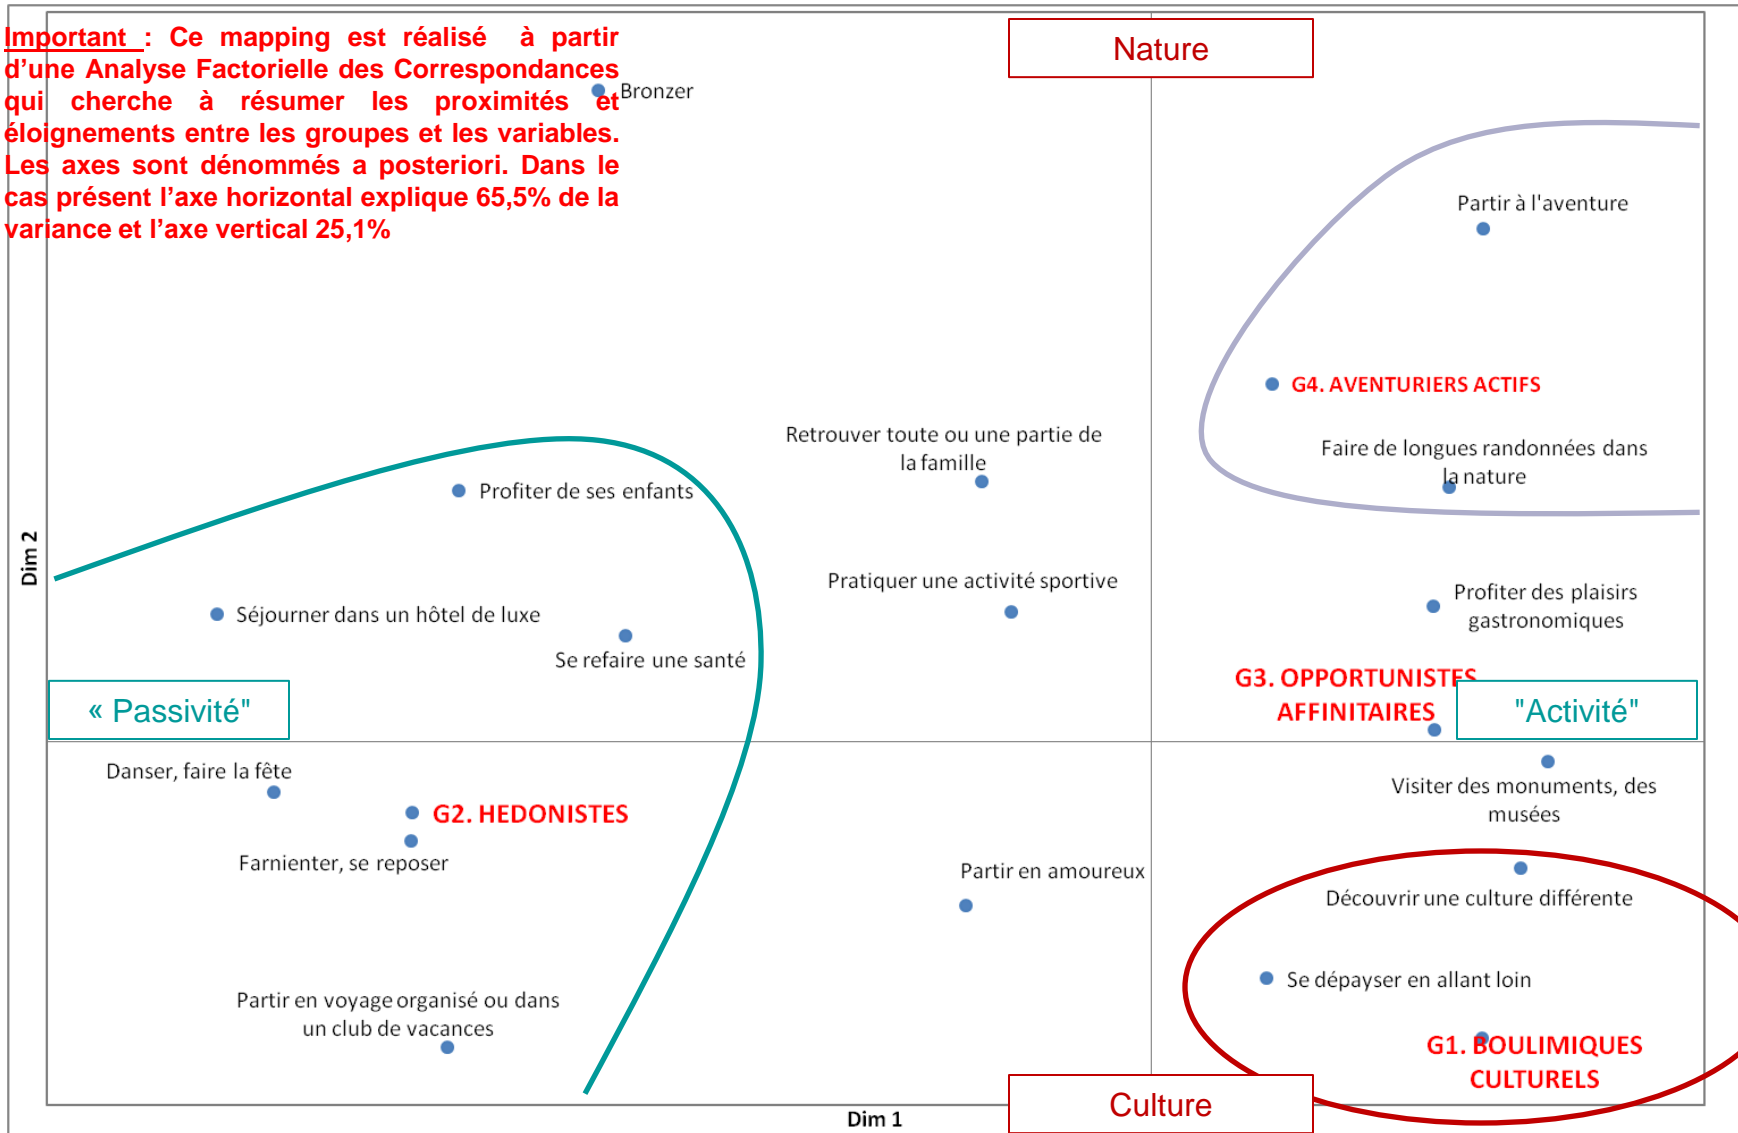 Important : Ce mapping est réalisé à partir
d'une Analyse Factorielle des Correspondances
qui cherche à résumer les proximités et
éloignements entre les groupes et les variables.
Les axes sont dénommés a posteriori. Dans le
cas présent l'axe horizontal explique 65,5% de la
variance et l'axe vertical 25,1%
Nature
Bronzer
Partir à l'aventure
G4. AVENTURIERS ACTIFS
Retrouver toute ou une partie de
la famille
Faire de longues randonnées dans
la nature
Profiter de ses enfants
Dim 2
Pratiquer une activité sportive
Profiter des plaisirs
gastronomiques
Séjourner dans un hôtel de luxe
Se refaire une santé
G3. OPPORTUNISTES
AFFINITAIRES
« Passivité"
"Activité"
Danser, faire la fête
Visiter des monuments, des
musées
G2. HEDONISTES
Farnienter, se reposer
Partir en amoureux
Découvrir une culture différente
Se dépayser en allant loin
Partir en voyage organisé ou dans
un club de vacances
G1. BOULIMIQUES
CULTURELS
Culture
Dim 1